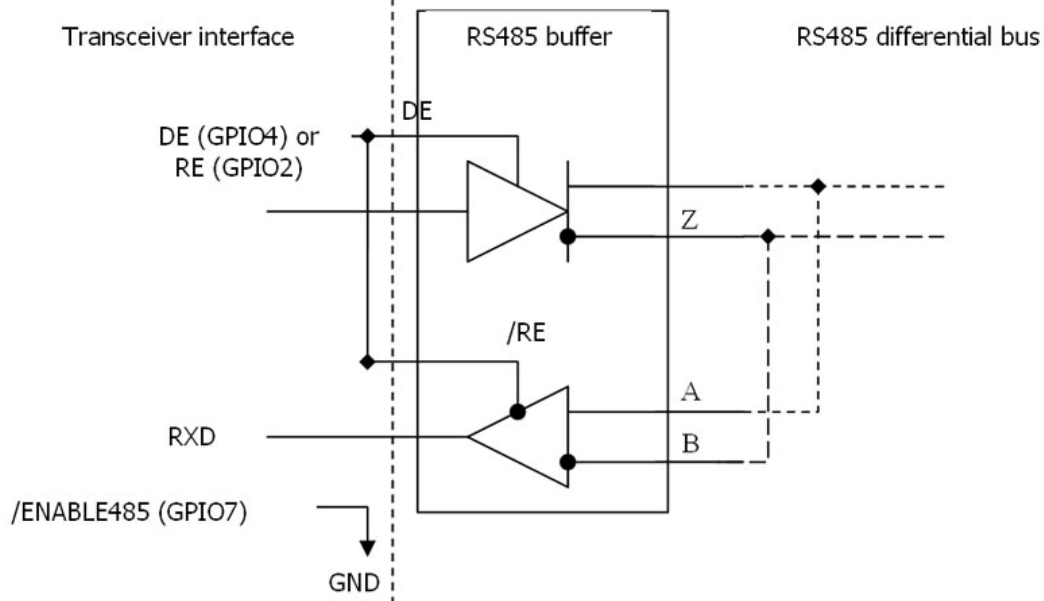 Transceiver interface
RS485 buffer
RS485 differential bus
DE
DE (GPIO4) or
RE (GPIO2)
Z
/RE
A
RXD
B
/ENABLE485 (GPIO7)
GND